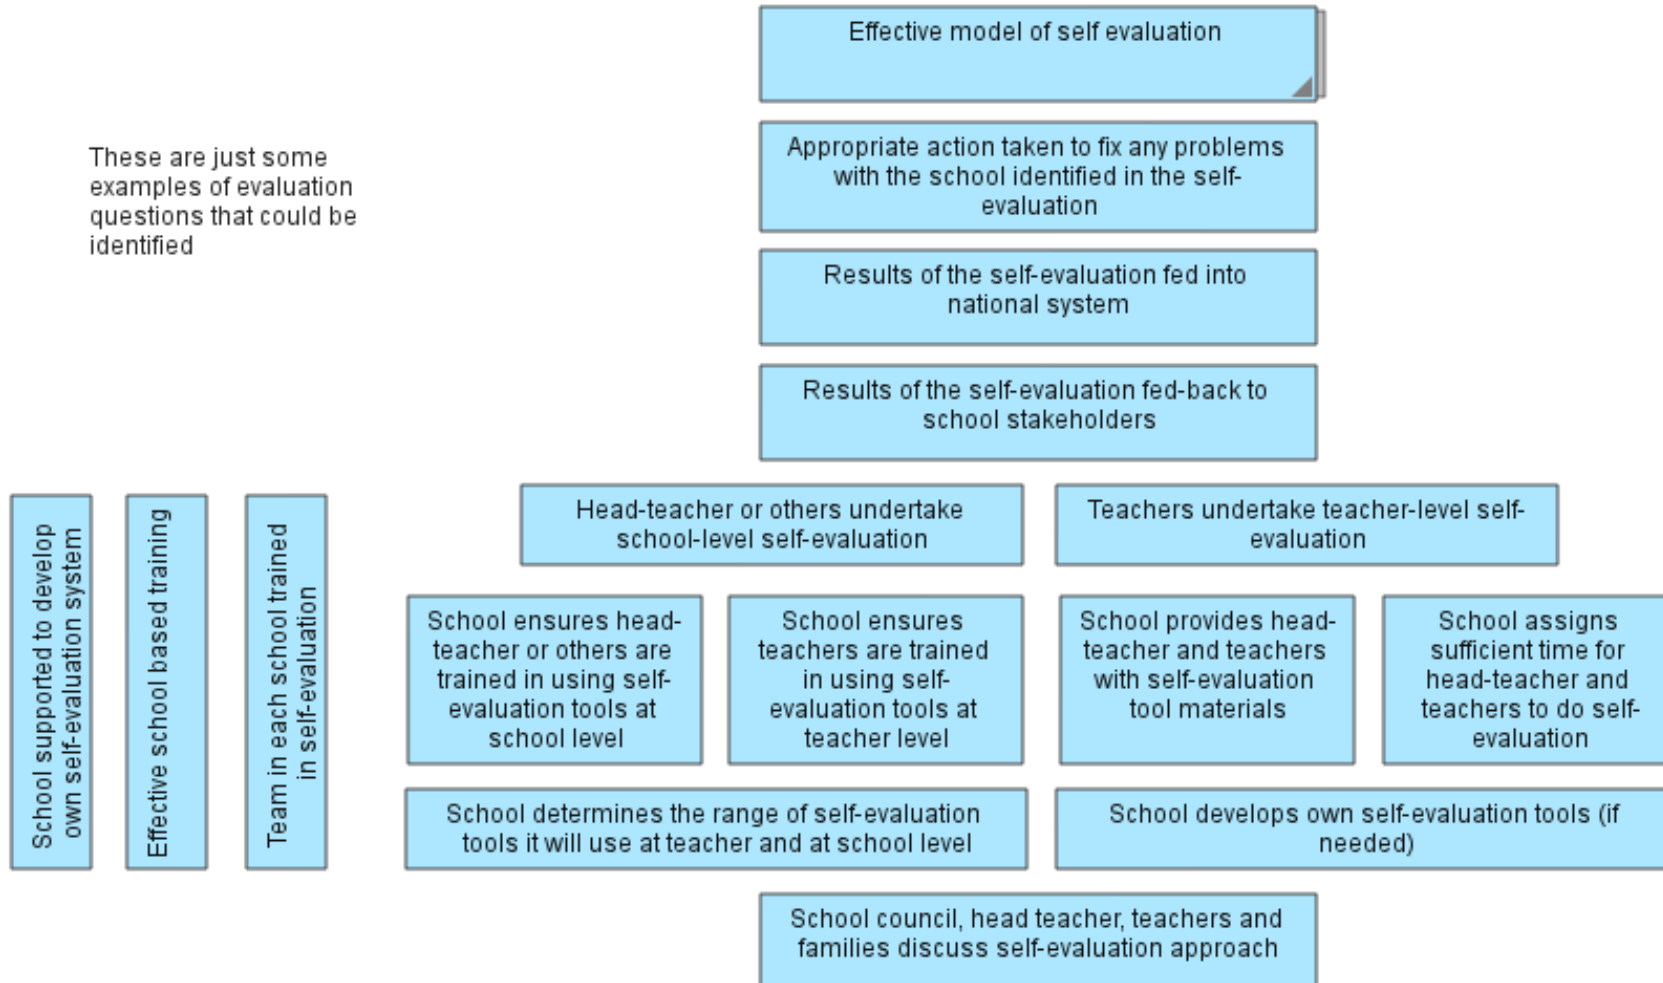 Effective model of self evaluation
These are just some
examples of evaluation
questions that could be
identified
Appropriate action taken to fix any problems
with the school identified in the self-
evaluation
Results of the self-evaluation fed into
national system
Results of the self-evaluation fed-back to
school stakeholders
School supported to develop
own self-evaluation system
Effective school based training
Team in each school trained
in self-evaluation
Head-teacher or others undertake
school-level self-evaluation
Teachers undertake teacher-level self-
evaluation
School ensures head-
teacher or others are
trained in using self-
evaluation tools at
school level
School ensures
teachers are trained
in using self-
evaluation tools at
teacher level
School provides head-
teacher and teachers
with self-evaluation
tool materials
School assigns
sufficient time for
head-teacher and
teachers to do self-
evaluation
School determines the range of self-evaluation
tools it will use at teacher and at school level
School develops own self-evaluation tools (if
needed)
School council, head teacher, teachers and
families discuss self-evaluation approach